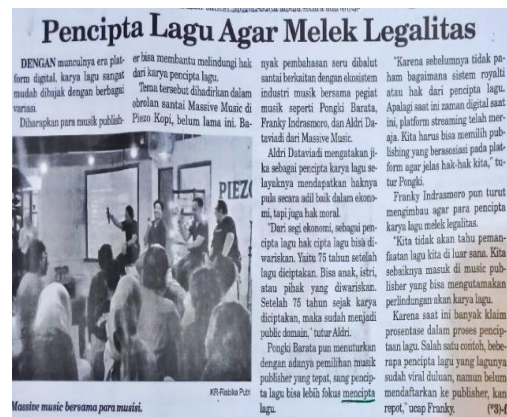 Pencipta Lagu Agar Melek Legalitas
DENGAN munculnya era plat-
form digital, karya lagu sangat
mudah dibajak dengan berbagai
variasi.
Diharapkan para musik publish-
er bisa membantu melindungi hak
dari karya pencipta lagu.
Tema tersebut dihadirkan dalam
obrolan santai Massive Music di
Piezo Kopi, belum lama ini. Ba-
PIEZO
KR-Rabika Putri
Massive music bersama para musisi.
nyak pembahasan seru dibalut
santai berkaitan dengan ekosistem
industri musik bersama pegiat
musik seperti Pongki Barata,
Franky Indrasmoro, dan Aldri Da-
taviadi dari Massive Music.
Aldri Dataviadi mengatakan ji-
ka sebagai pencipta karya lagu se-
layaknya mendapatkan haknya
pula secara adil baik dalam ekono-
mi, tapi juga hak moral.
"Dari segi ekonomi, sebagai pen-
cipta lagu hak cipta lagu bisa di-
wariskan. Yaitu 75 tahun setelah
lagu diciptakan. Bisa anak, istri,
atau pihak yang diwariskan.
Setelah 75 tahun sejak karya
diciptakan, maka sudah menjadi
public domain," tutur Aldri.
Pongki Barata pun menuturkan
dengan adanya pemilihan musik
publisher yang tepat, sang pencip-
ta lagu bisa lebih fokus mencipta
lagu.
"Karena sebelumnya tidak pa-
ham bagaimana sistem royalti
atau hak dari pencipta lagu.
Apalagi saat ini zaman digital saat
ini, platform streaming telah mer-
aja. Kita harus bisa memilih pub-
lishing yang berasosiasi pada plat-
form agar jelas hak-hak kita," tu-
tur Pongki.
Franky Indrasmoro pun turut
mengimbau agar para pencipta
karya lagu melek legalitas.
"Kita tidak akan tahu peman-
faatan lagu kita di luar sana. Kita
sebaiknya masuk di music pub-
lisher yang bisa mengutamakan
perlindungan akan karya lagu.
Karena saat ini banyak klaim
prosentase dalam proses pencip-
taan lagu. Salah satu contoh, bebe-
rapa pencipta lagu yang lagunya
sudah viral duluan, namun belum
mendaftarkan ke publisher, kan
repot," ucap Franky. (*3)-